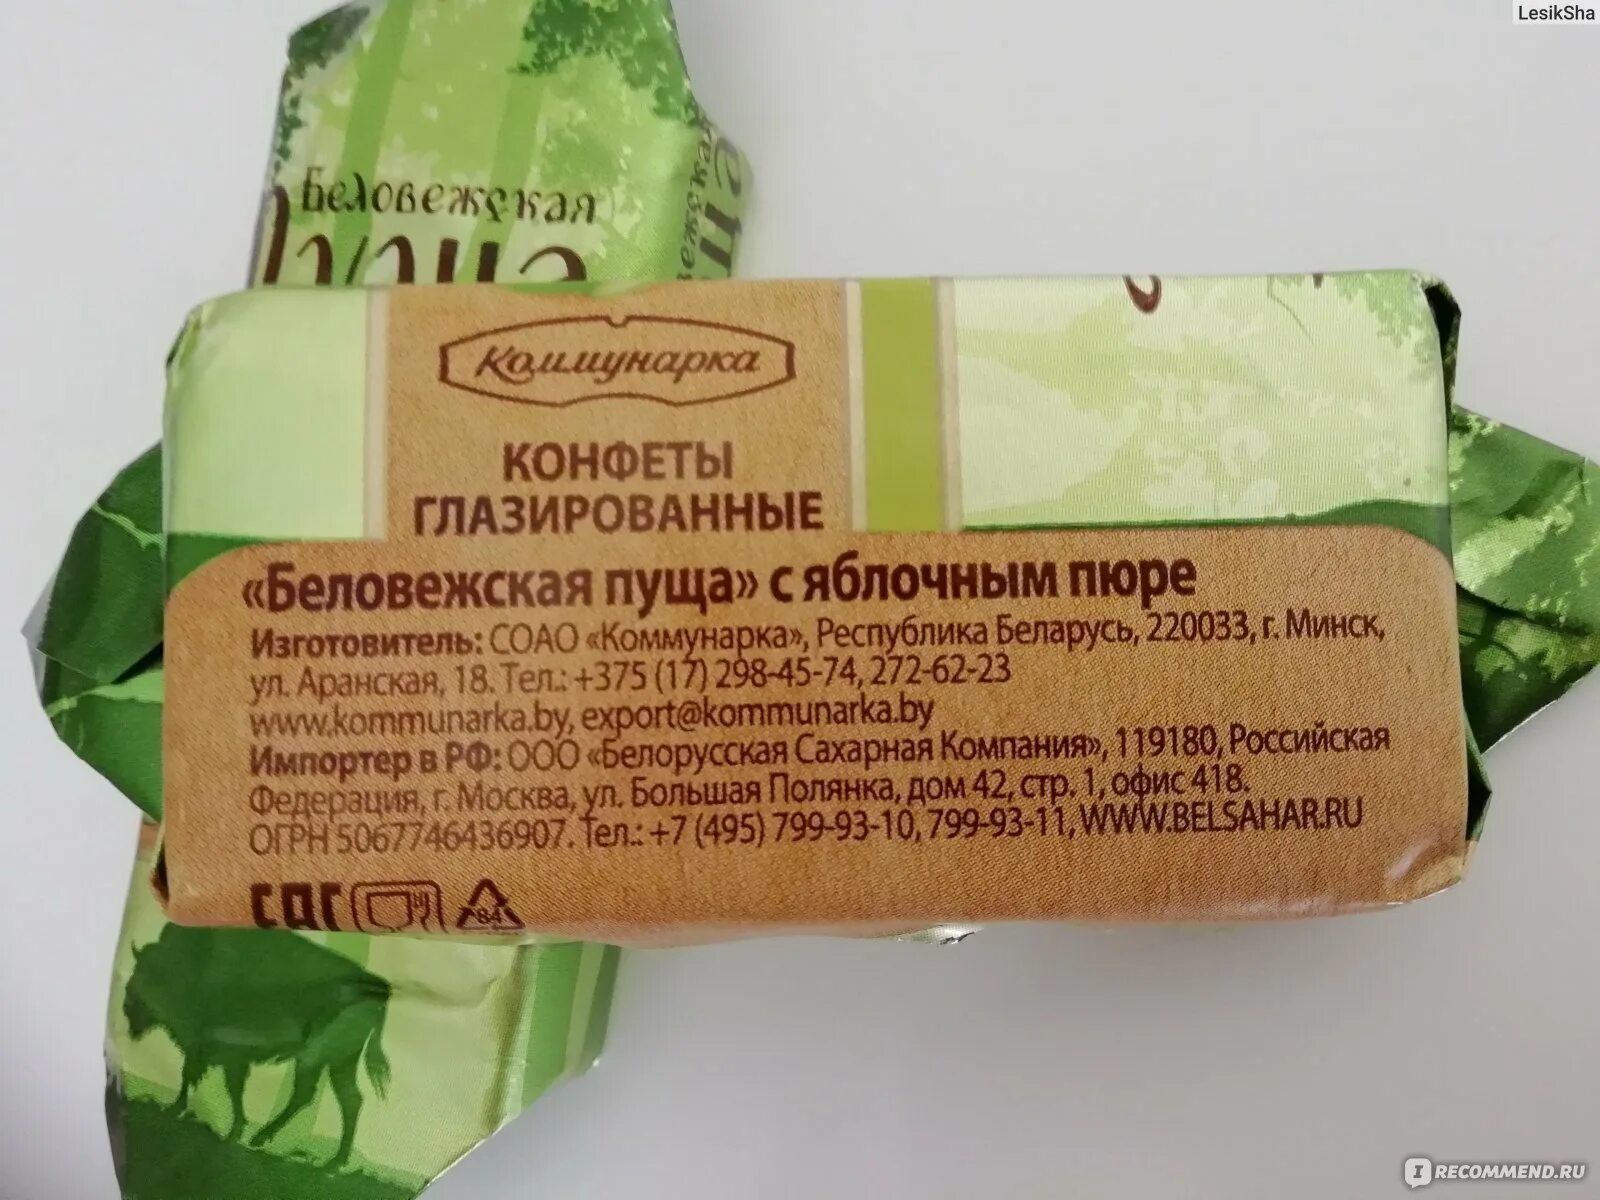 LesikSha
Беловежская
пуща
Коммунарка
КОНФЕТЫ
ГЛАЗИРОВАННЫЕ
«Беловежская пуща» с яблочным пюре
Изготовитель: СОАО «Коммунарка», Республика Беларусь, 220033, г. Минск,
ул. Аранская, 18. Тел.: +375 (17) 298-45-74, 272-62-23
www.kommunarka.by, export@kommunarka.by
Импортер в РФ: ООО «Белорусская Сахарная Компания», 119180, Российская
Федерация, г. Москва, ул. Большая Полянка, дом 42, стр. 1, офис 418.
ОГРН 5067746436907. Тел.: +7 (495) 799-93-10, 799-93-11, WWW.BELSAHAR.RU
EAC
84
IRECOMMEND.RU